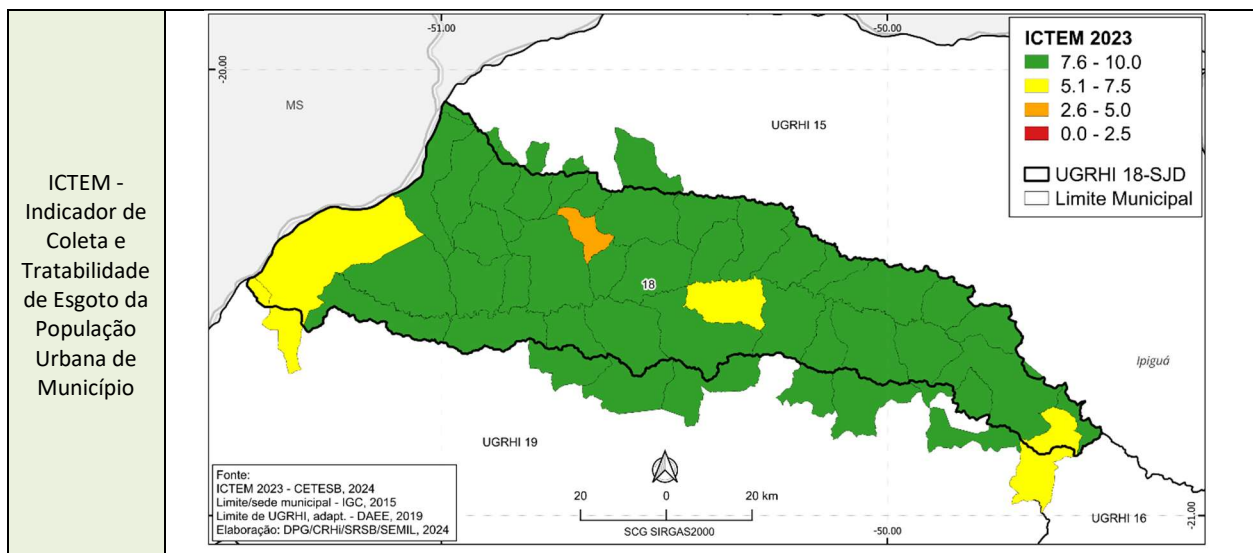 ICTEM -
Indicador de
Coleta e
Tratabilidade
de Esgoto da
População
Urbana de
Município
-51.00
-50.00
-20.00
MS
UGRHI 15
ICTEM 2023
7.6 - 10.0
5.1 - 7.5
2.6 - 5.0
0.0 - 2.5
UGRHI 18-SJD
Limite Municipal
18
Ipiguá
UGRHI 19
Fonte:
ICTEM 2023 - CETESB, 2024
Limite/sede municipal - IGC, 2015
Limite de UGRHI, adapt. - DAEE, 2019
Elaboração: DPG/CRHi/SRSB/SEMIL, 2024
20 0 20 km
SCG SIRGAS2000
-50.00
UGRHI 16
-21.00